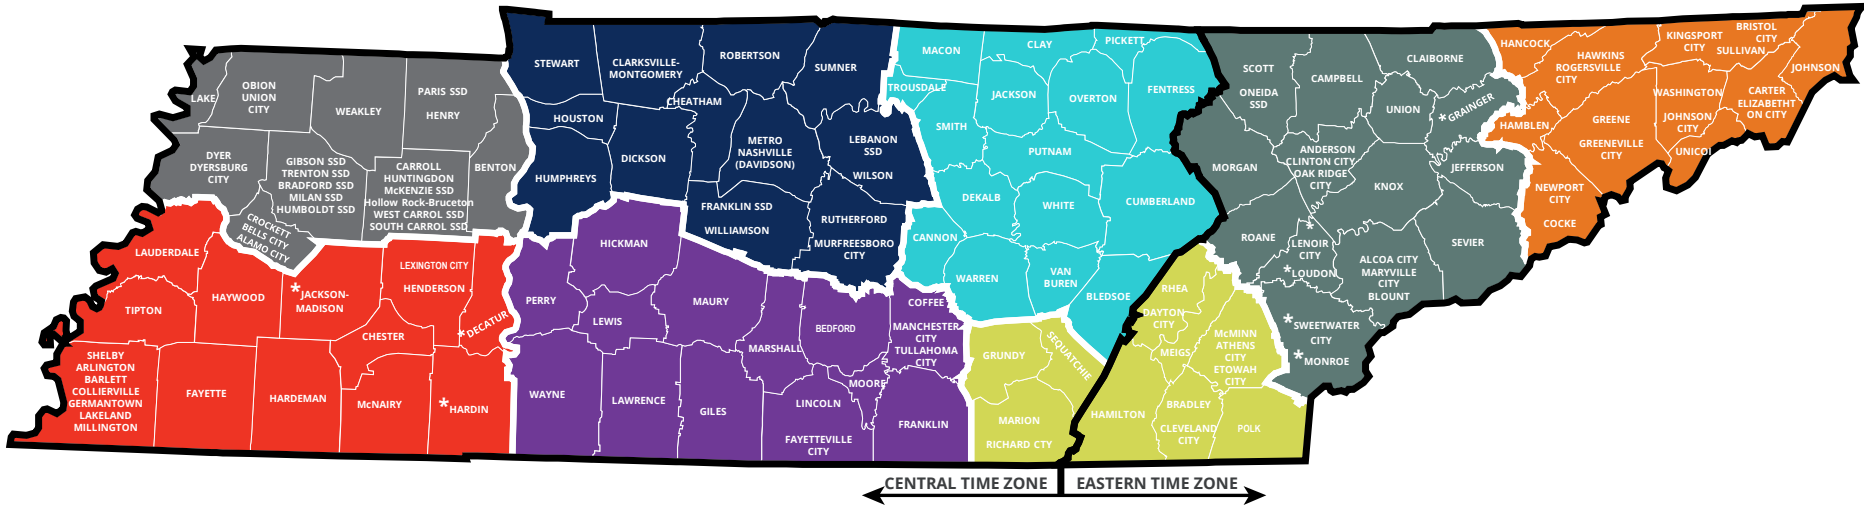 LAKE
OBION
UNION
CITY
WEAKLEY
PARIS SSD
HENRY
DYER
DYERSBURG
CITY
GIBSON SSD
TRENTON SSD
BRADFORD SSD
MILAN SSD
HUMBOLDT SSD
CARROLL
HUNTINGDON
McKENZIE SSD
Hollow Rock-Bruceton
WEST CARROL SSD
SOUTH CARROL SSD
BENTON
CROCKETT
BELLS CITY
ALAMO CITY
LAUDERDALE
TIPTON
HAYWOOD
*JACKSON-
MADISON
LEXINGTON CITY
HENDERSON
*DECATUR
CHESTER
SHELBY
ARLINGTON
BARLETT
COLLIERVILLE
GERMANTOWN
LAKELAND
MILLINGTON
FAYETTE
HARDEMAN
McNAIRY
*HARDIN
STEWART
CLARKSVILLE-
MONTGOMERY
ROBERTSON
SUMNER
HOUSTON
CHEATHAM
DICKSON
HUMPHREYS
METRO
NASHVILLE
(DAVIDSON)
LEBANON
SSD
WILSON
FRANKLIN SSD
WILLIAMSON
RUTHERFORD
MURFREESBORO
CITY
HICKMAN
PERRY
LEWIS
MAURY
MARSHALL
BEDFORD
COFFEE
MANCHESTER
CITY
TULLAHOMA
CITY
MOORE
WAYNE
LAWRENCE
GILES
LINCOLN
FAYETTEVILLE
CITY
FRANKLIN
MACON
CLAY
PICKETT
TROUSDALE
JACKSON
OVERTON
FENTRESS
SMITH
PUTNAM
DEKALB
WHITE
CUMBERLAND
CANNON
WARREN
VAN
BUREN
BLEDSOE
GRUNDY
SEQUATCHIE
MARION
RICHARD CTY
RHEA
DAYTON
CITY
MEIGS
McMINN
ATHENS
CITY
ETOWAH
CITY
HAMILTON
BRADLEY
CLEVELAND
CITY
POLK
SCOTT
ONEIDA
SSD
CAMPBELL
CLAIBORNE
UNION
*GRAINGER
MORGAN
ANDERSON
CLINTON CITY
OAK RIDGE
CITY
KNOX
JEFFERSON
ROANE
*
LENOIR
CITY
*LOUDON
ALCOA CITY
MARYVILLE
CITY
BLOUNT
SEVIER
*SWEETWATER
CITY
*MONROE
HANCOCK
HAWKINS
ROGERSVILLE
CITY
KINGSPORT
CITY
BRISTOL
CITY
SULLIVAN
JOHNSON
HAMBLEN
GREENE
GREENEVILLE
CITY
WASHINGTON
JOHNSON
CITY
CARTER
ELIZABETHT
ON CITY
UNICOI
NEWPORT
CITY
COCKE
CENTRAL TIME ZONE
EASTERN TIME ZONE